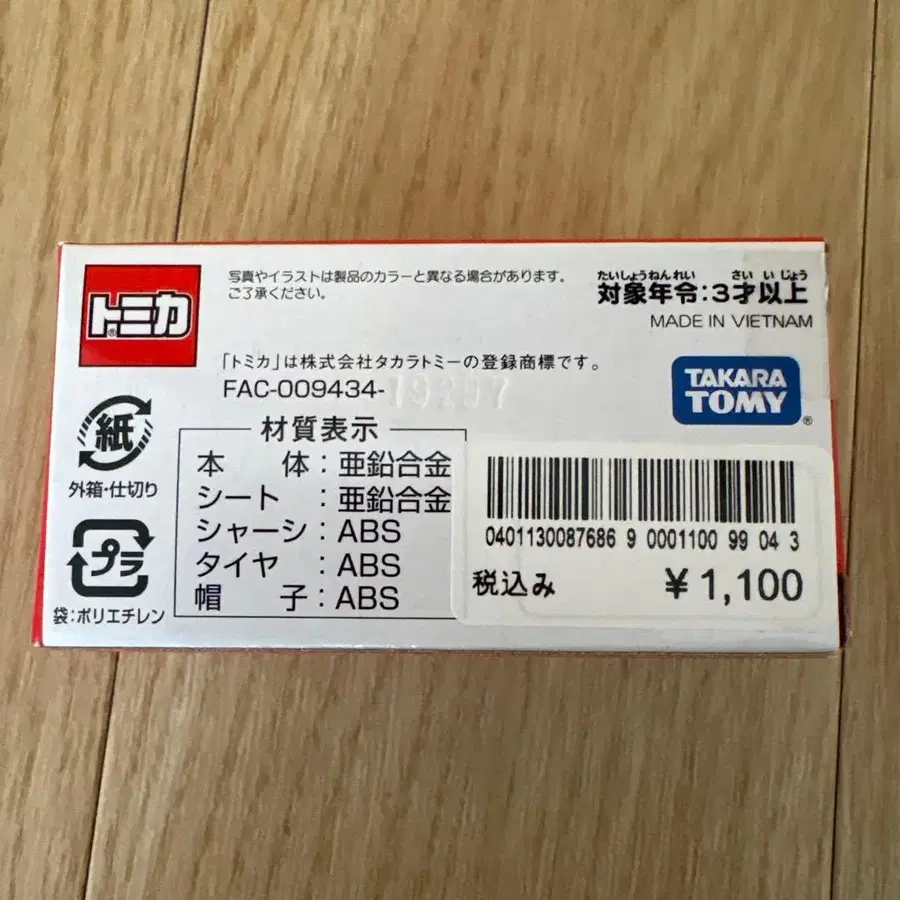 トミカ®
写真やイラストは製品のカラーと異なる場合があります。
ご了承ください。
たいしょうねんれい さいいじょう
対象年令:3才以上
MADE IN VIETNAM
「トミカ」は株式会社タカラトミーの登録商標です。
FAC-009434-
TAKARA
TOMY®
紙
外箱・仕切り
プラ
袋:ポリエチレン
材質表示
本 体:亜鉛合金
シート:亜鉛合金
シャーシ:ABS
タイヤ:ABS
帽 子:ABS
0401130087686 9 0001100 99 04 3
税込み ¥1,100